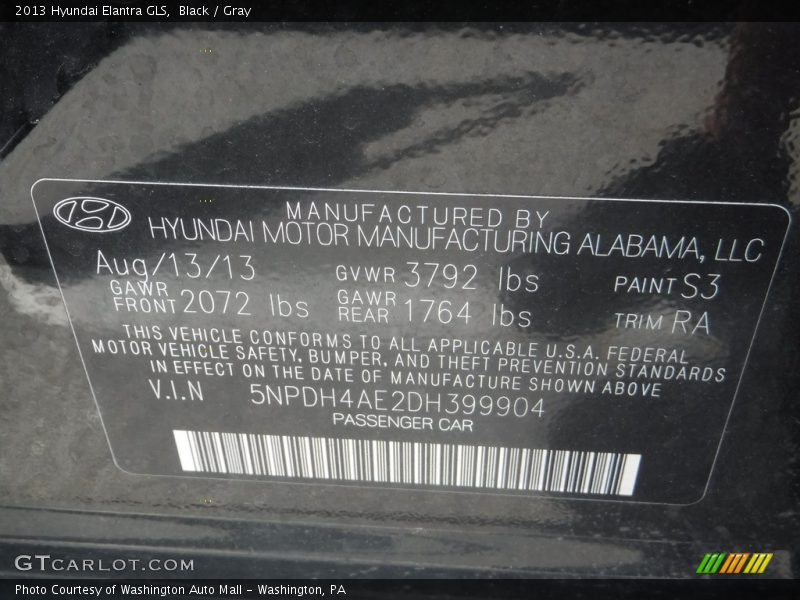 2013 Hyundai Elantra GLS, Black / Gray
MANUFACTURED BY
HYUNDAI MOTOR MANUFACTURING ALABAMA, LLC
Aug/13/13 GVWR 3792 lbs PAINT S3
GAWR FRONT 2072 lbs GAWR REAR 1764 lbs TRIM RA
THIS VEHICLE CONFORMS TO ALL APPLICABLE U.S.A. FEDERAL
MOTOR VEHICLE SAFETY, BUMPER, AND THEFT PREVENTION STANDARDS
IN EFFECT ON THE DATE OF MANUFACTURE SHOWN ABOVE
V.I.N 5NPDH4AE2DH399904
PASSENGER CAR
GTCARLOT.COM
Photo Courtesy of Washington Auto Mall - Washington, PA